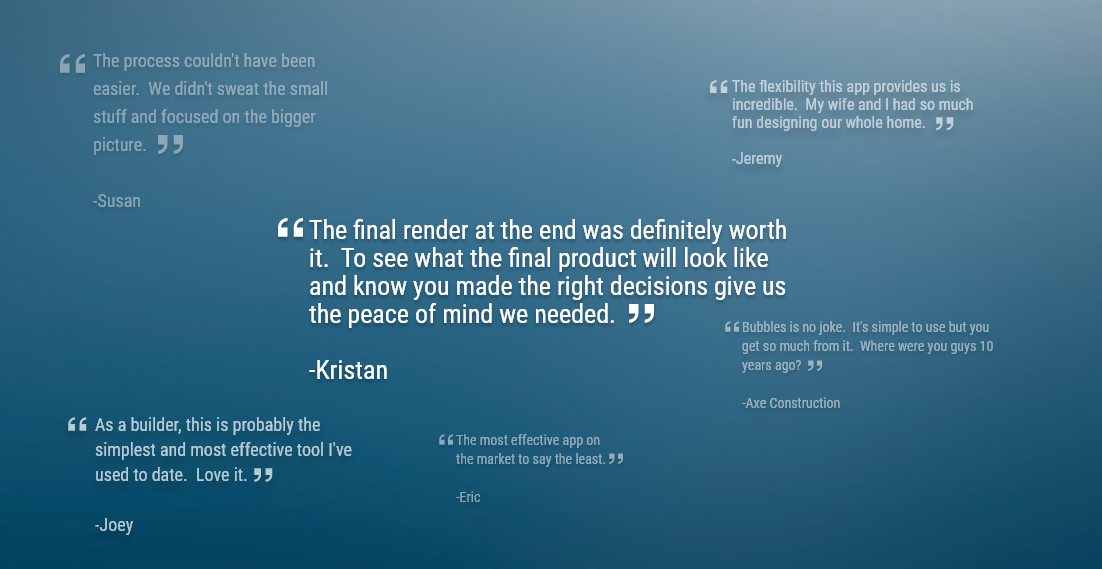 “ The process couldn't have been
easier.  We didn't sweat the small
stuff and focused on the bigger
picture. ”
-Susan
“ The flexibility this app provides us is
incredible.  My wife and I had so much
fun designing our whole home. ”
-Jeremy
“ The final render at the end was definitely worth
it.  To see what the final product will look like
and know you made the right decisions give us
the peace of mind we needed. ”
-Kristan
“ Bubbles is no joke.  It's simple to use but you
get so much from it.  Where were you guys 10
years ago? ”
-Axe Construction
“ As a builder, this is probably the
simplest and most effective tool I've
used to date.  Love it. ”
-Joey
“ The most effective app on
the market to say the least. ”
-Eric